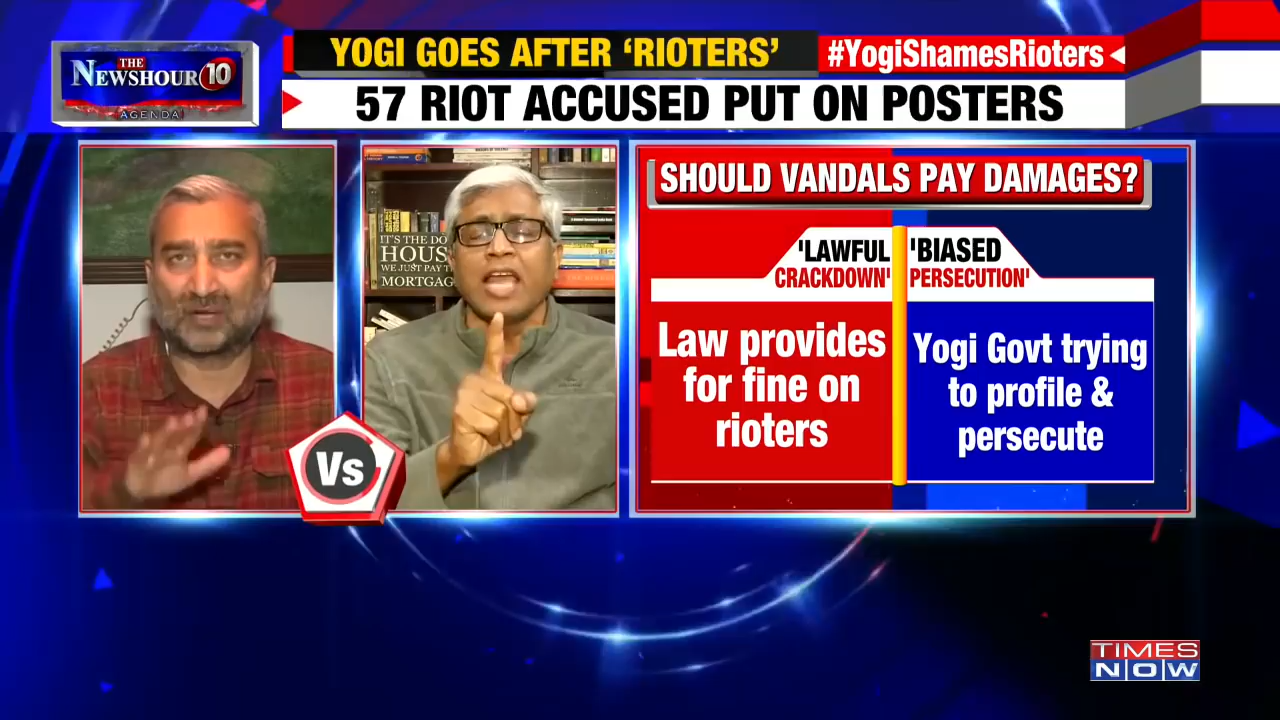 THE
NEWSHOUR 10
AGENDA
YOGI GOES AFTER 'RIOTERS'
#YogiShamesRioters
57 RIOT ACCUSED PUT ON POSTERS
IT'S THE DO
HOUS
WE JUST PAY T
MORTGAG
Vs
SHOULD VANDALS PAY DAMAGES?
'LAWFUL
CRACKDOWN'
'BIASED
PERSECUTION'
Law provides
for fine on
rioters
Yogi Govt trying
to profile &
persecute
TIMES
NOW